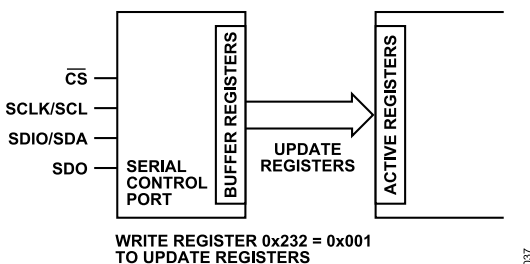 CS
SCLK/SCL
SDIO/SDA
SDO
SERIAL
CONTROL
PORT
BUFFER REGISTERS
UPDATE
REGISTERS
ACTIVE REGISTERS
WRITE REGISTER 0x232 = 0x001
TO UPDATE REGISTERS
037